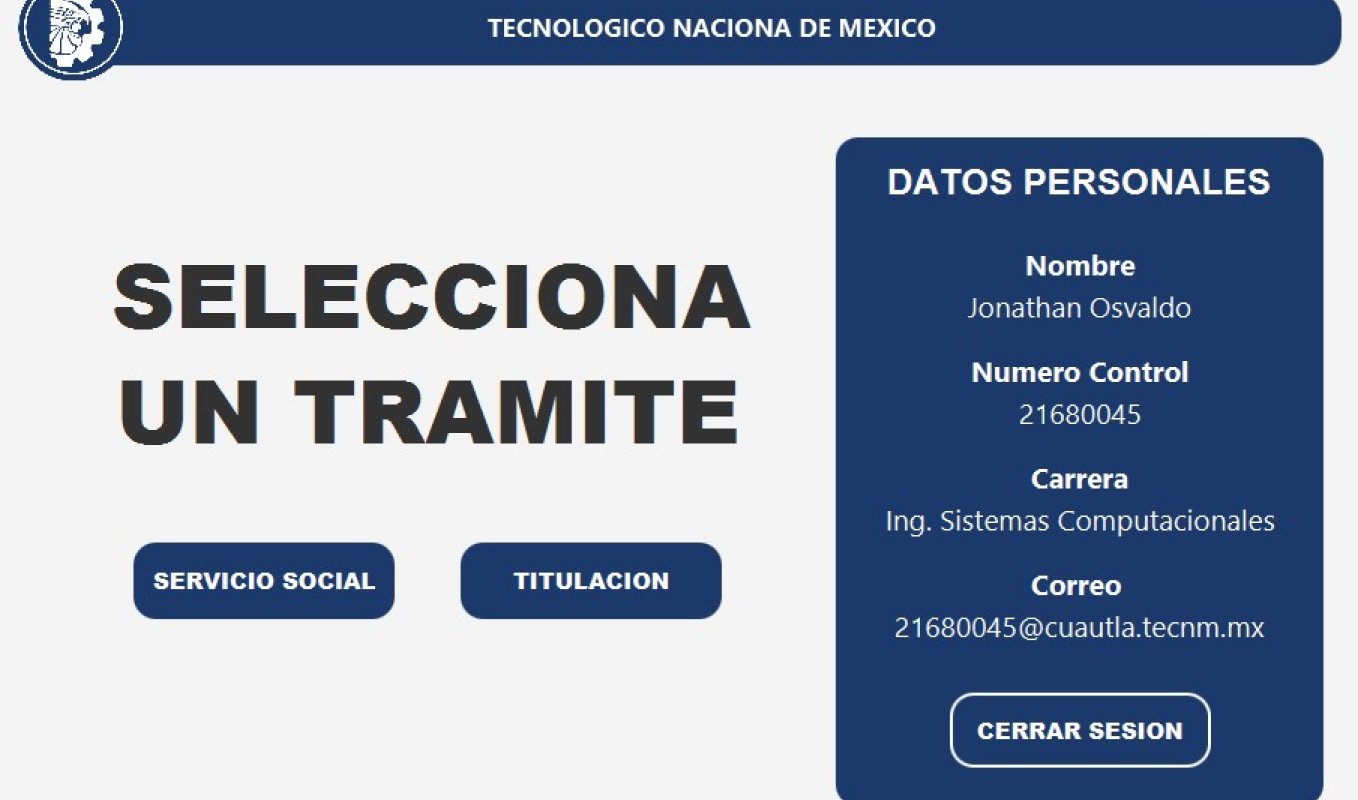 TECNOLOGICO NACIONA DE MEXICO
SELECCIONA
UN TRAMITE
SERVICIO SOCIAL
TITULACION
DATOS PERSONALES
Nombre
Jonathan Osvaldo
Numero Control
21680045
Carrera
Ing. Sistemas Computacionales
Correo
21680045@cuautla.tecnm.mx
CERRAR SESION